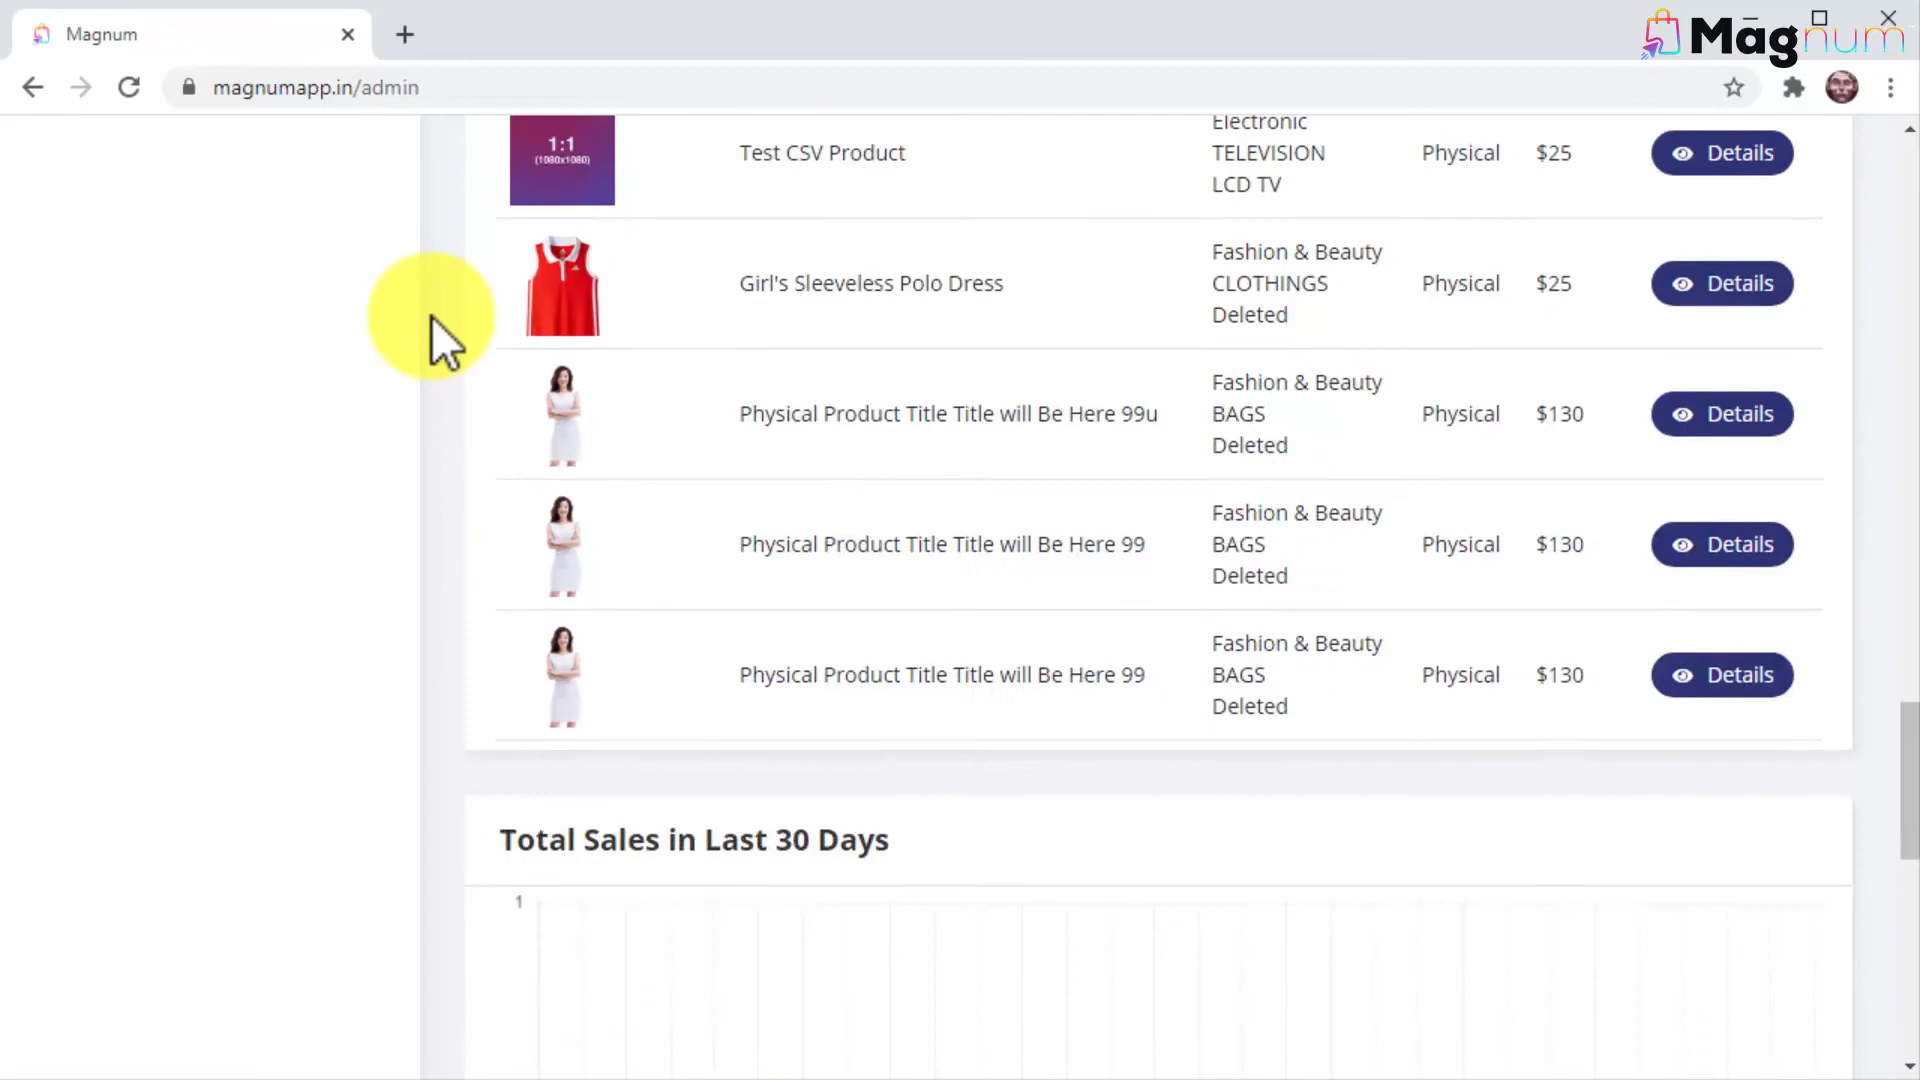 Magnum
Magnum
magnumapp.in/admin
1:1
(1080x1080)
Test CSV Product
Electronic
TELEVISION
LCD TV
Physical
$25
Details
Girl's Sleeveless Polo Dress
Fashion & Beauty
CLOTHINGS
Deleted
Physical
$25
Details
Physical Product Title Title will Be Here 99u
Fashion & Beauty
BAGS
Deleted
Physical
$130
Details
Physical Product Title Title will Be Here 99
Fashion & Beauty
BAGS
Deleted
Physical
$130
Details
Physical Product Title Title will Be Here 99
Fashion & Beauty
BAGS
Deleted
Physical
$130
Details
Total Sales in Last 30 Days
1